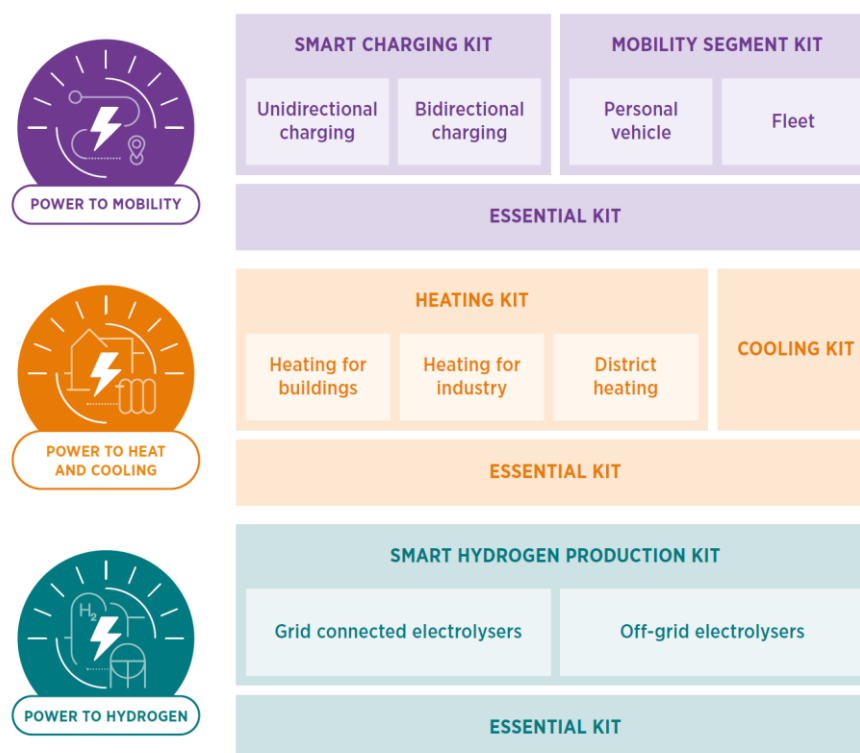 SMART CHARGING KIT
MOBILITY SEGMENT KIT
Unidirectional
charging
Bidirectional
charging
Personal
vehicle
Fleet
POWER TO MOBILITY
ESSENTIAL KIT
HEATING KIT
COOLING KIT
Heating for
buildings
Heating for
industry
District
heating
POWER TO HEAT
AND COOLING
ESSENTIAL KIT
SMART HYDROGEN PRODUCTION KIT
H2
Grid connected electrolysers
Off-grid electrolysers
POWER TO HYDROGEN
ESSENTIAL KIT